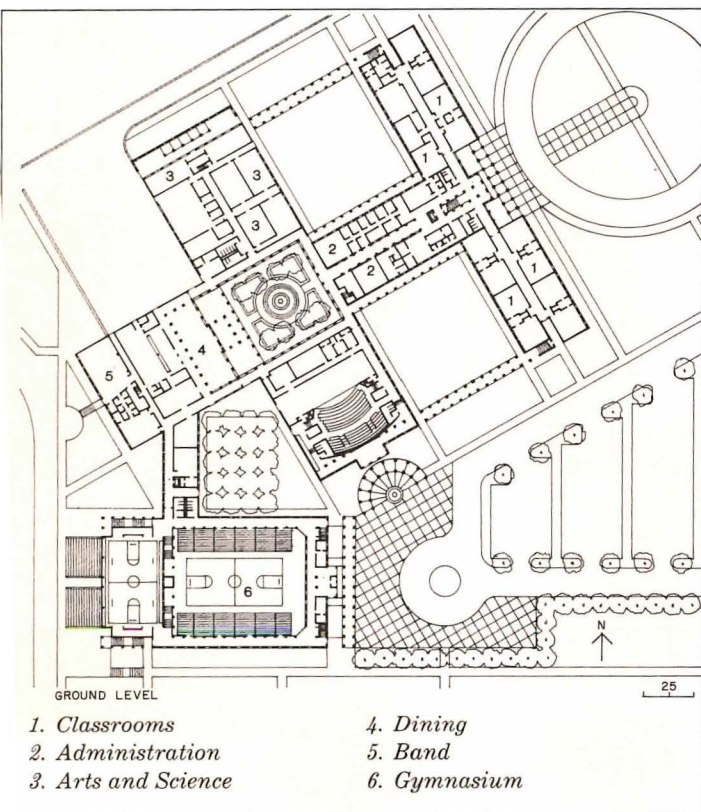 1
1
3
3
3
2
2
1
1
4
5
6
N
25
GROUND LEVEL
1. Classrooms
2. Administration
3. Arts and Science
4. Dining
5. Band
6. Gymnasium